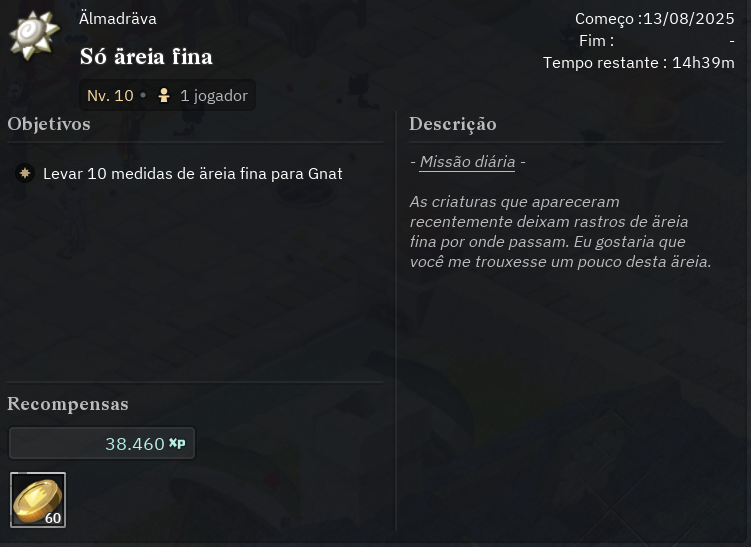 Älmadräva
Só äreia fina
Nv. 10 • 1 jogador
Começo :13/08/2025
Fim : -
Tempo restante : 14h39m
Objetivos
Levar 10 medidas de äreia fina para Gnat
Recompensas
38.460 xp
60
Descrição
- Missão diária -
As criaturas que apareceram
recentemente deixam rastros de äreia
fina por onde passam. Eu gostaria que
você me trouxesse um pouco desta äreia.